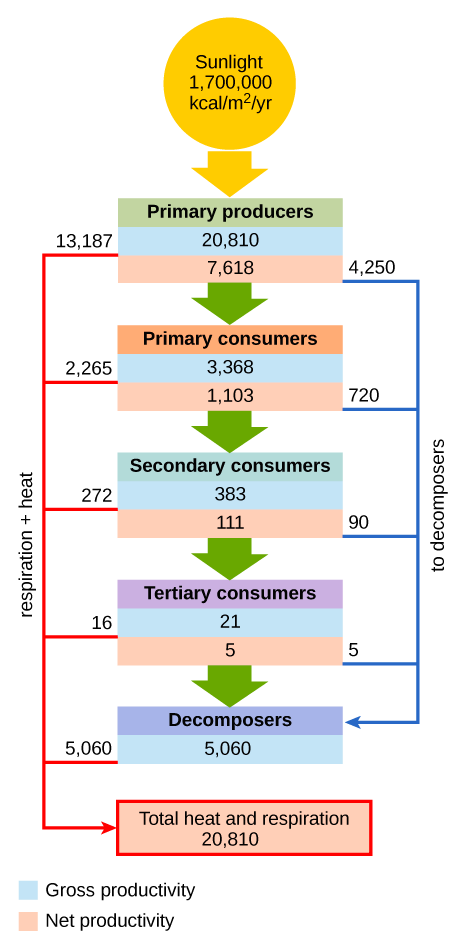 Sunlight
1,700,000
kcal/m²/yr
Primary producers
13,187
20,810
7,618
4,250
Primary consumers
3,368
2,265
1,103
720
Secondary consumers
383
272
111
90
Tertiary consumers
21
16
5
5
respiration + heat
to decomposers
Decomposers
5,060
5,060
Total heat and respiration
20,810
Gross productivity
Net productivity